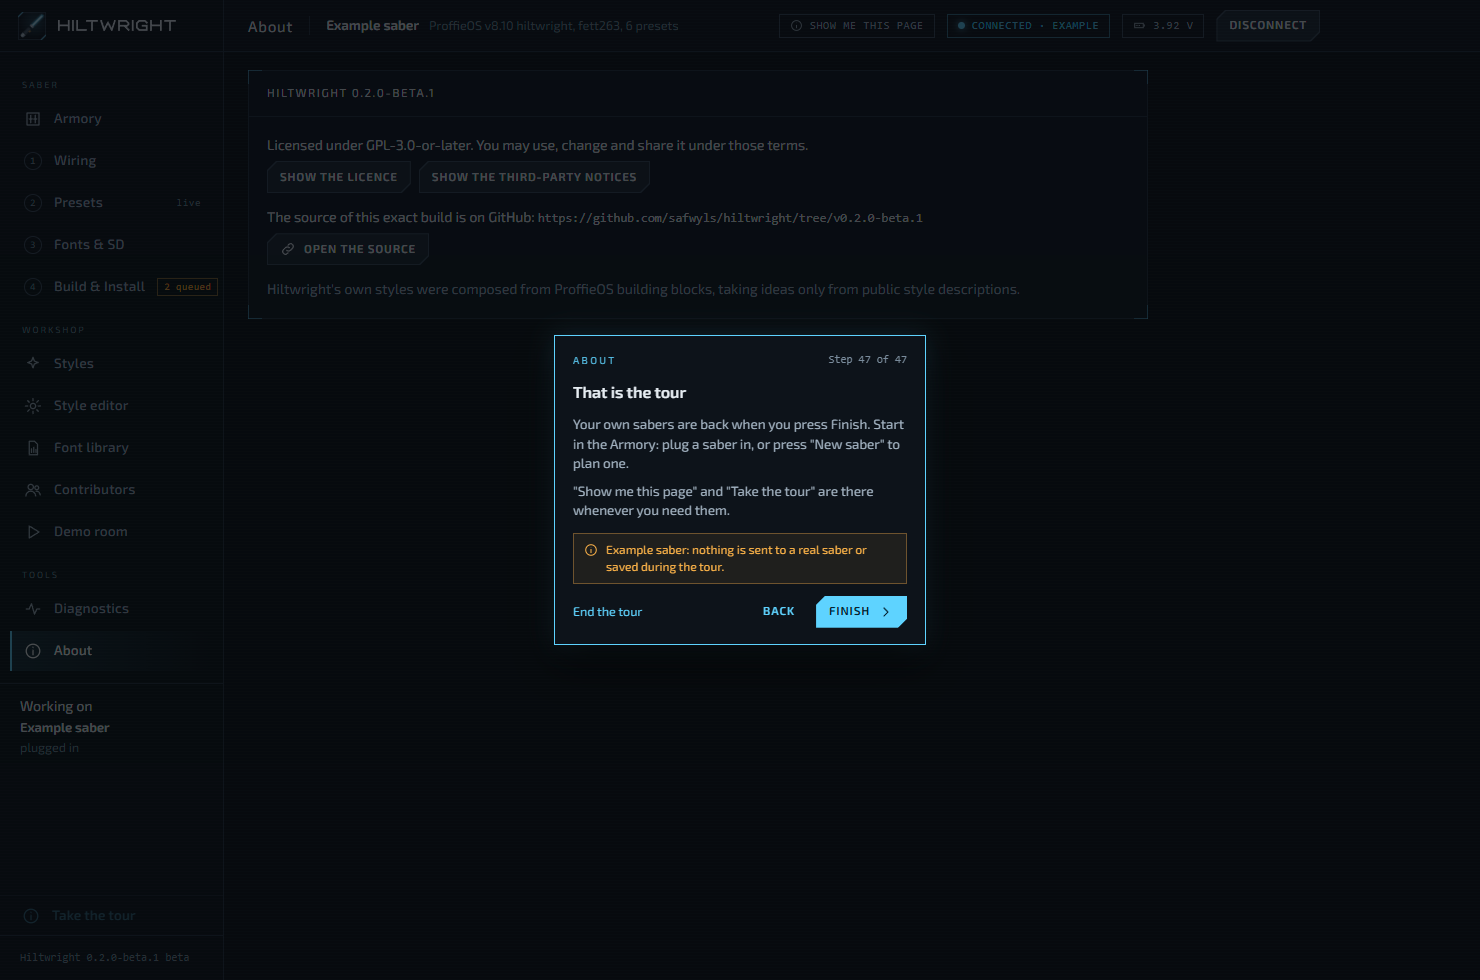 HILTWRIGHT
About
Example saber
ProffieOS v8.10 hiltwright, fett263, 6 presets
SHOW ME THIS PAGE
CONNECTED · EXAMPLE
3.92 V
DISCONNECT
SABER
Armory
1 Wiring
2 Presets live
3 Fonts & SD
4 Build & Install 2 queued
WORKSHOP
Styles
Style editor
Font library
Contributors
Demo room
TOOLS
Diagnostics
About
Working on
Example saber
plugged in
Take the tour
Hiltwright 0.2.0-beta.1 beta
HILTWRIGHT 0.2.0-BETA.1
Licensed under GPL-3.0-or-later. You may use, change and share it under those terms.
SHOW THE LICENCE
SHOW THE THIRD-PARTY NOTICES
The source of this exact build is on GitHub: https://github.com/safwyls/hiltwright/tree/v0.2.0-beta.1
OPEN THE SOURCE
Hiltwright's own styles were composed from ProffieOS building blocks, taking ideas only from public style descriptions.
ABOUT
Step 47 of 47
That is the tour
Your own sabers are back when you press Finish. Start
in the Armory: plug a saber in, or press "New saber" to
plan one.
"Show me this page" and "Take the tour" are there
whenever you need them.
Example saber: nothing is sent to a real saber or
saved during the tour.
End the tour
BACK
FINISH